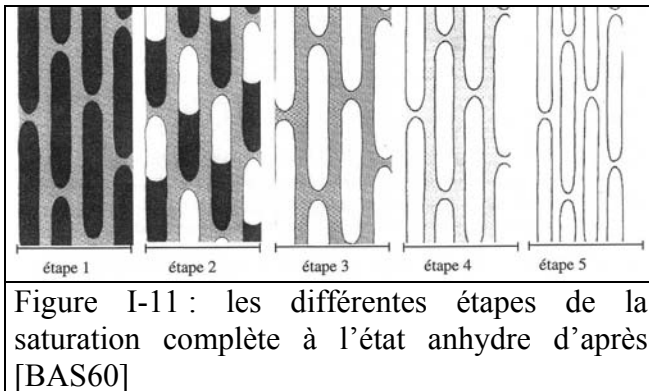 étape 1 étape 2 étape 3 étape 4 étape 5
Figure I-11 : les différentes étapes de la
saturation complète à l’état anhydre d’après
[BAS60]